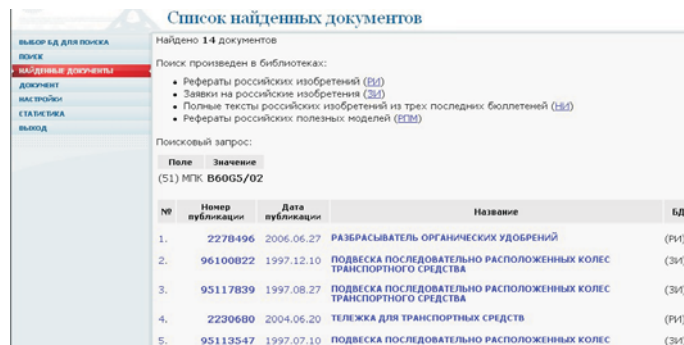 Список найденных документов
ВЫБОР БД ДЛЯ ПОИСКА
ПОИСК
НАЙДЕННЫЕ ДОКУМЕНТЫ
ДОКУМЕНТ
НАСТРОЙКИ
СТАТИСТИКА
ВЫХОД
Найдено 14 документов
Поиск произведен в библиотеках:
• Рефераты российских изобретений (РИ)
• Заявки на российские изобретения (ЗИ)
• Полные тексты российских изобретений из трех последних бюллетеней (НИ)
• Рефераты российских полезных моделей (РПМ)
Поисковый запрос:
Поле Значение
(51) МПК B60G5/02
№ Номер публикации Дата публикации Название БД
1. 2278496 2006.06.27 РАЗБРАСЫВАТЕЛЬ ОРГАНИЧЕСКИХ УДОБРЕНИЙ (РИ)
2. 96100822 1997.12.10 ПОДВЕСКА ПОСЛЕДОВАТЕЛЬНО РАСПОЛОЖЕННЫХ КОЛЕС (ЗИ)
ТРАНСПОРТНОГО СРЕДСТВА
3. 95117839 1997.08.27 ПОДВЕСКА ПОСЛЕДОВАТЕЛЬНО РАСПОЛОЖЕННЫХ КОЛЕС (ЗИ)
ТРАНСПОРТНОГО СРЕДСТВА
4. 2230680 2004.06.20 ТЕЛЕЖКА ДЛЯ ТРАНСПОРТНЫХ СРЕДСТВ (РИ)
5. 95113547 1997.07.10 ПОДВЕСКА ПОСЛЕДОВАТЕЛЬНО РАСПОЛОЖЕННЫХ КОЛЕС (ЗИ)